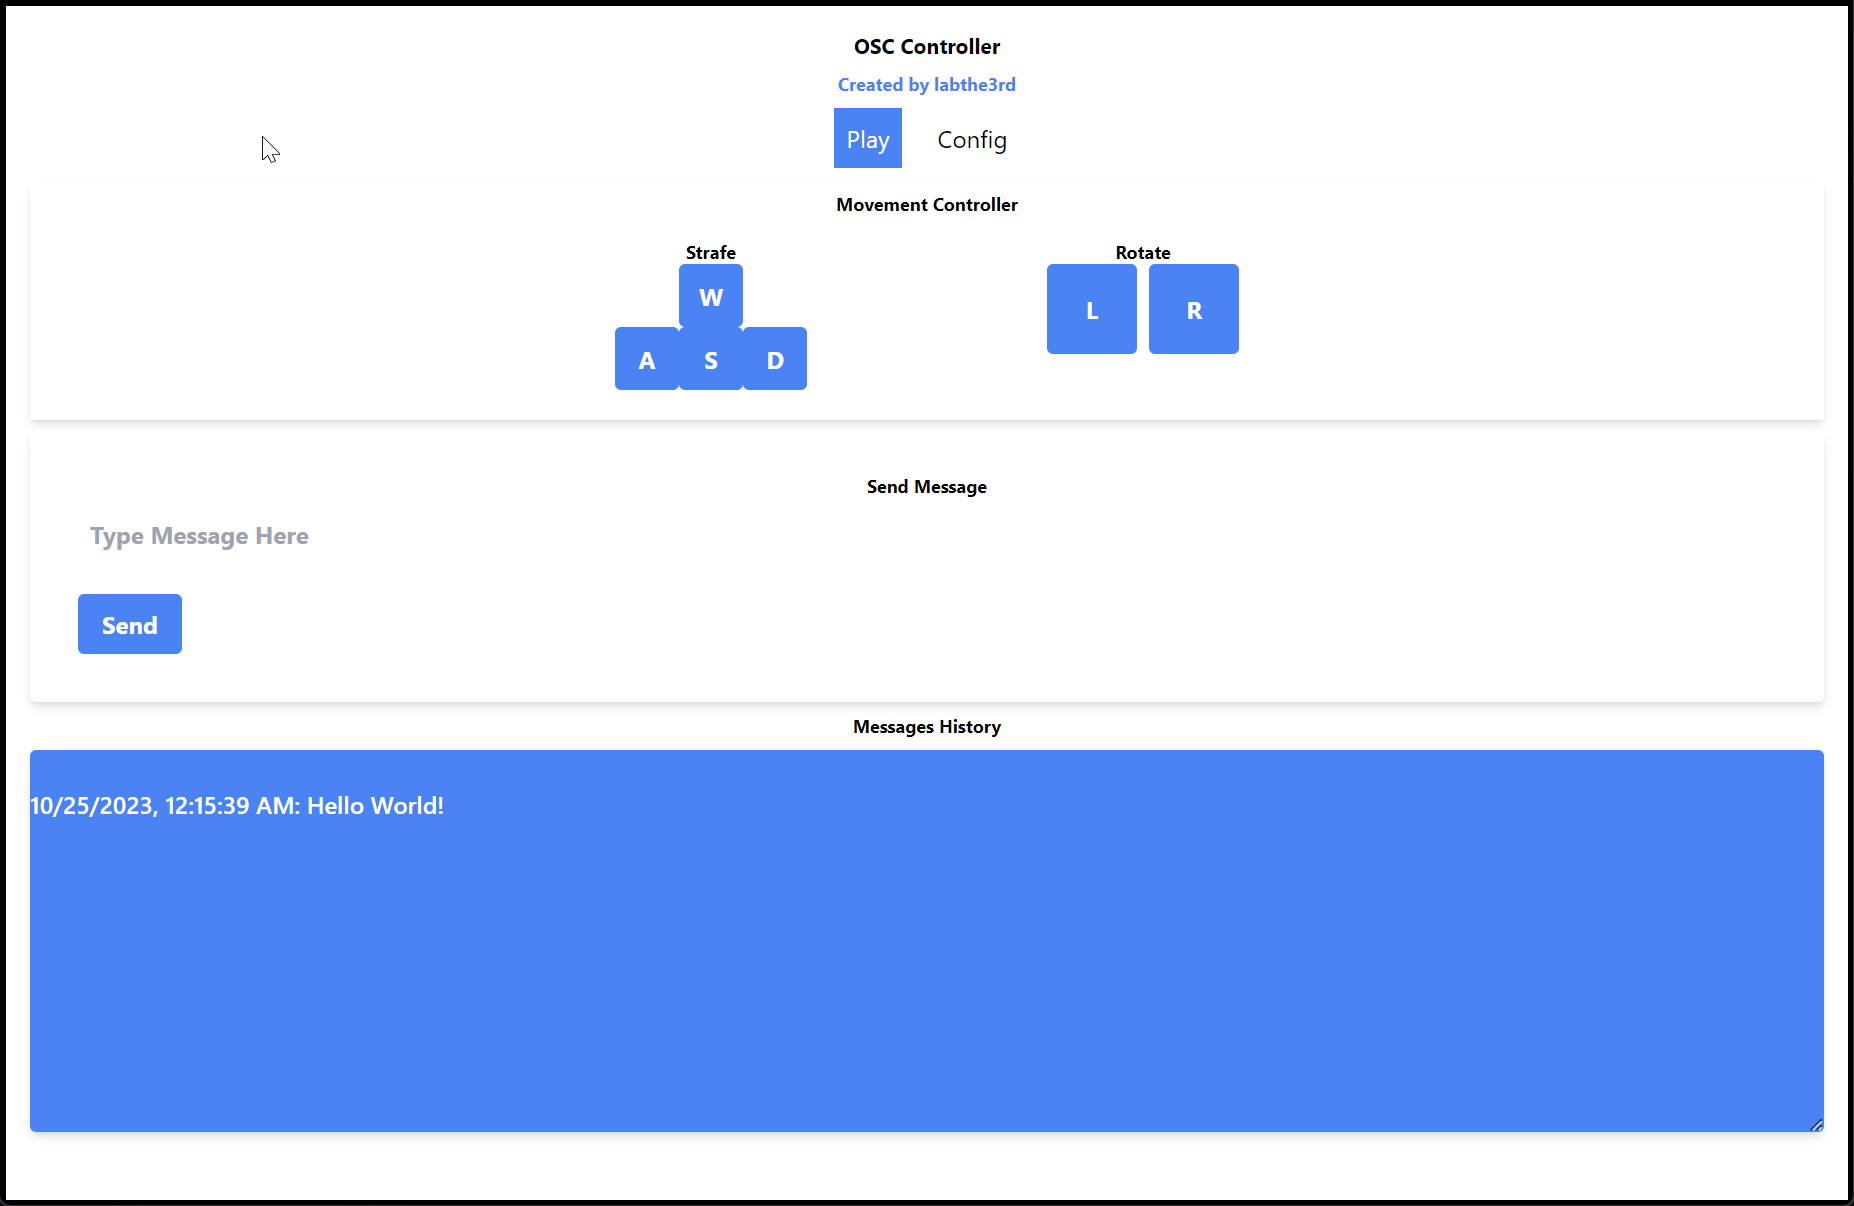 OSC Controller
Created by labthe3rd
Play Config
Movement Controller
Strafe Rotate
W
L R
A S D
Send Message
Type Message Here
Send
Messages History
10/25/2023, 12:15:39 AM: Hello World!